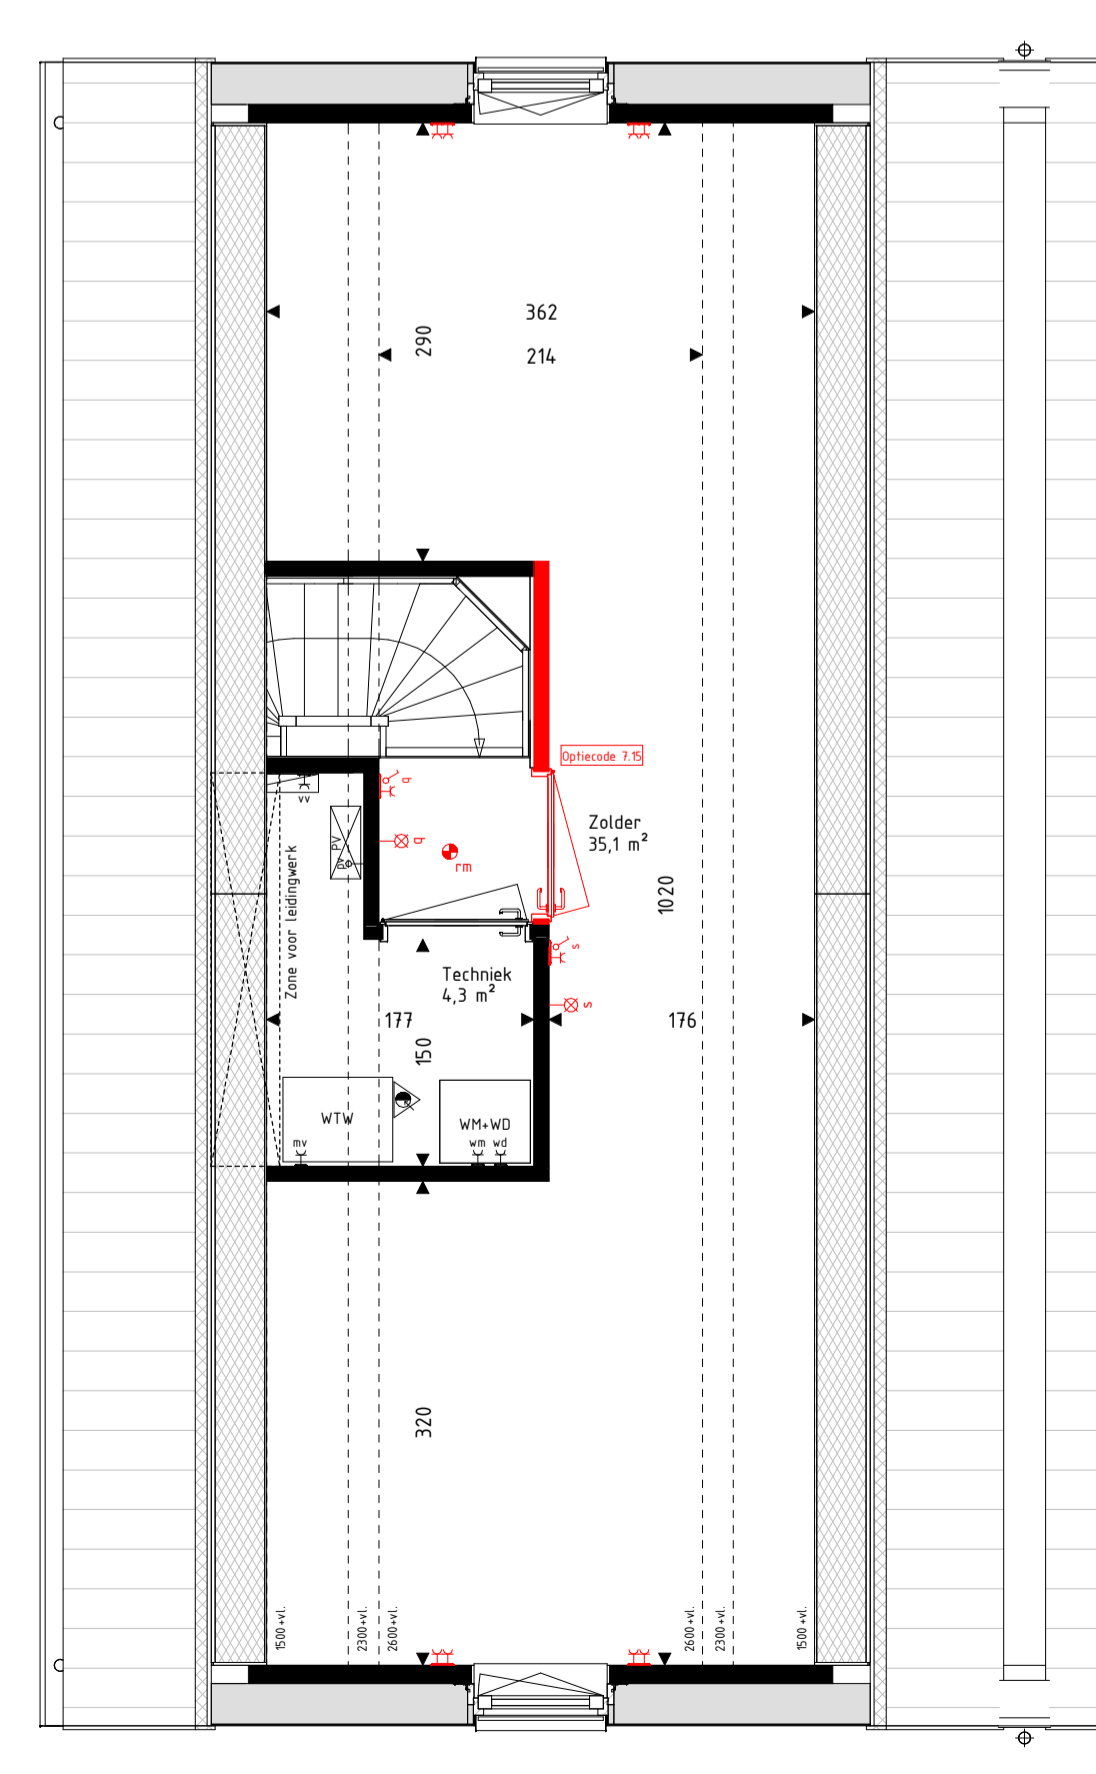 362
290
214
Optiecode 7.15
q
vv
Zolder
35,1 m²
PV
pv
q
rm
Zone voor leidingwerk
1020
s
Techniek
4,3 m²
s
177
176
150
WTW
WM+WD
mv
wm wd
320
1500+vl.
2300+vl.
2600+vl.
2600+vl.
2300+vl.
1500+vl.